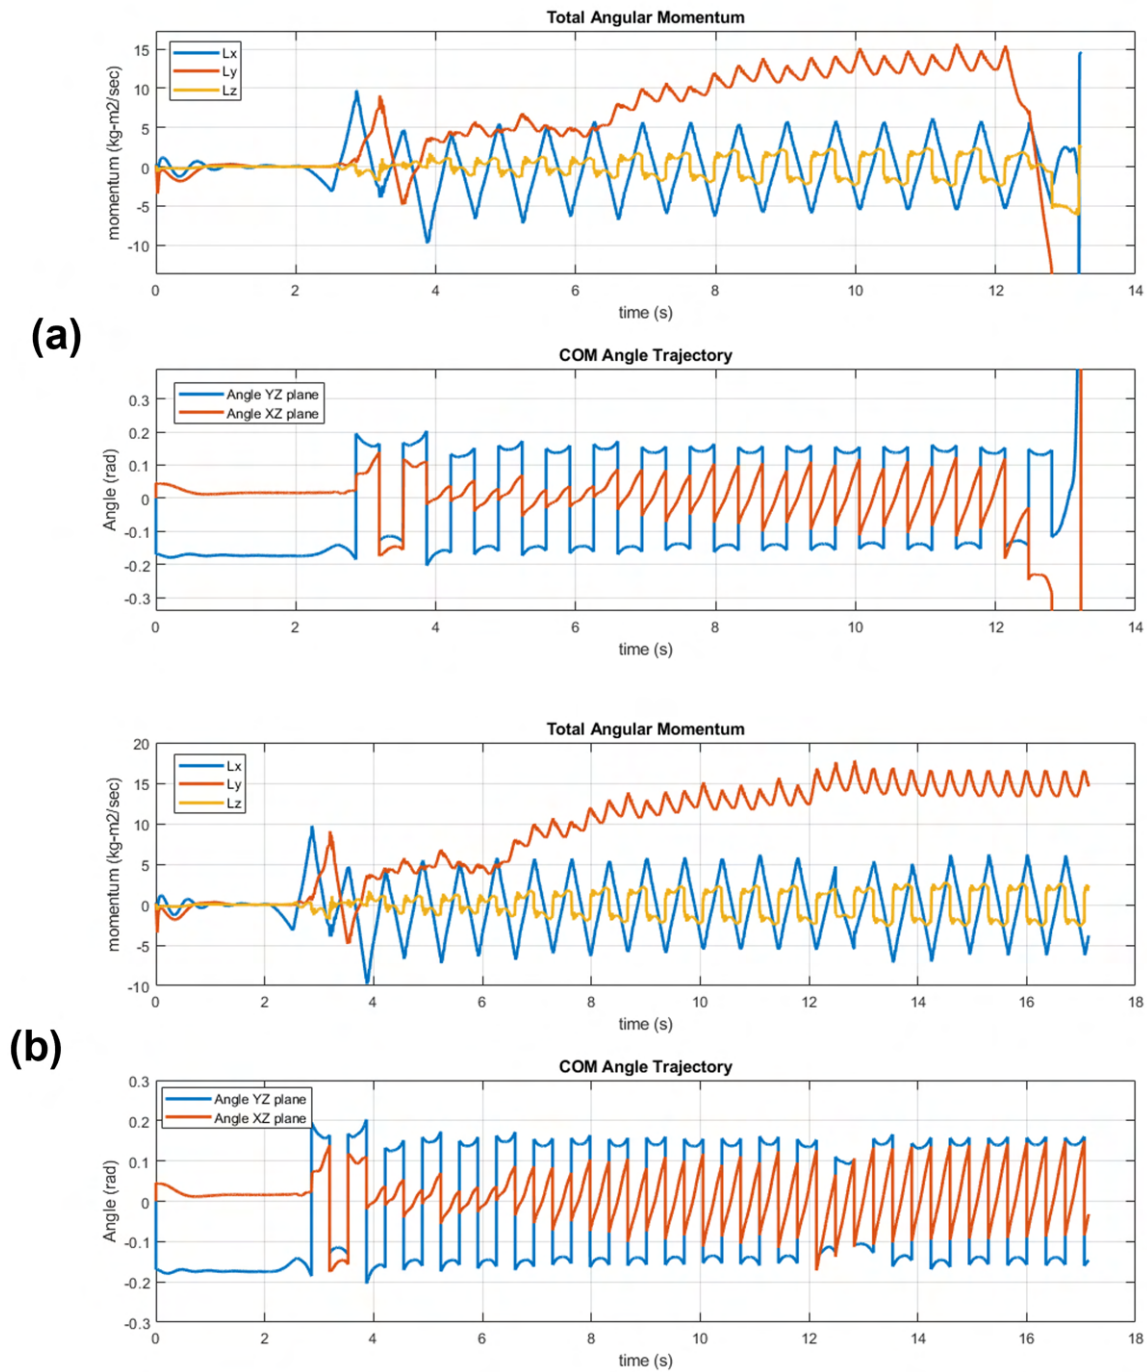 Total Angular Momentum
Lx
Ly
Lz
15
10
5
0
-5
-10
momentum (kg-m2/sec)
0 2 4 6 8 10 12 14
time (s)
(a)
COM Angle Trajectory
Angle YZ plane
Angle XZ plane
0.3
0.2
0.1
0
-0.1
-0.2
-0.3
Angle (rad)
0 2 4 6 8 10 12 14
time (s)
Total Angular Momentum
Lx
Ly
Lz
20
15
10
5
0
-5
-10
momentum (kg-m2/sec)
0 2 4 6 8 10 12 14 16 18
time (s)
(b)
COM Angle Trajectory
Angle YZ plane
Angle XZ plane
0.3
0.2
0.1
0
-0.1
-0.2
-0.3
Angle (rad)
0 2 4 6 8 10 12 14 16 18
time (s)